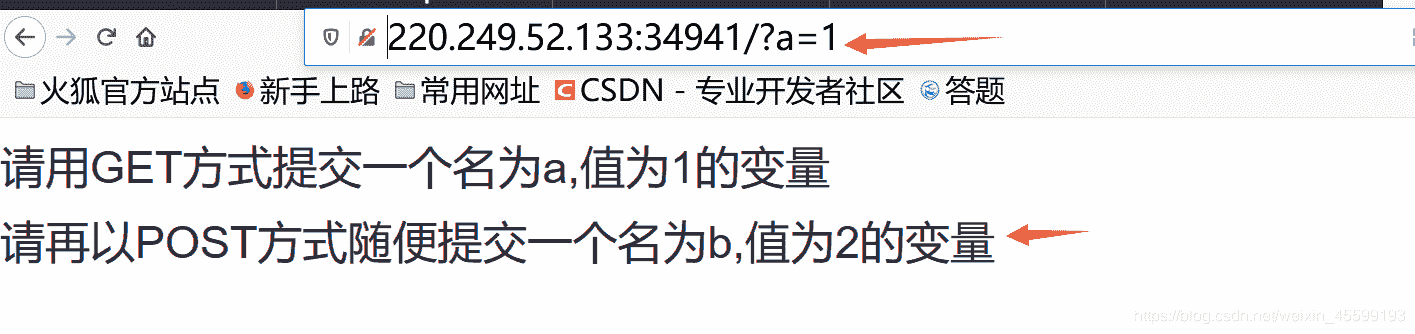 220.249.52.133:34941/?a=1
火狐官方站点 新手上路 常用网址 CSDN - 专业开发者社区 答题
请用GET方式提交一个名为a,值为1的变量
请再以POST方式随便提交一个名为b,值为2的变量
https://blog.csdn.net/weixin_45599193